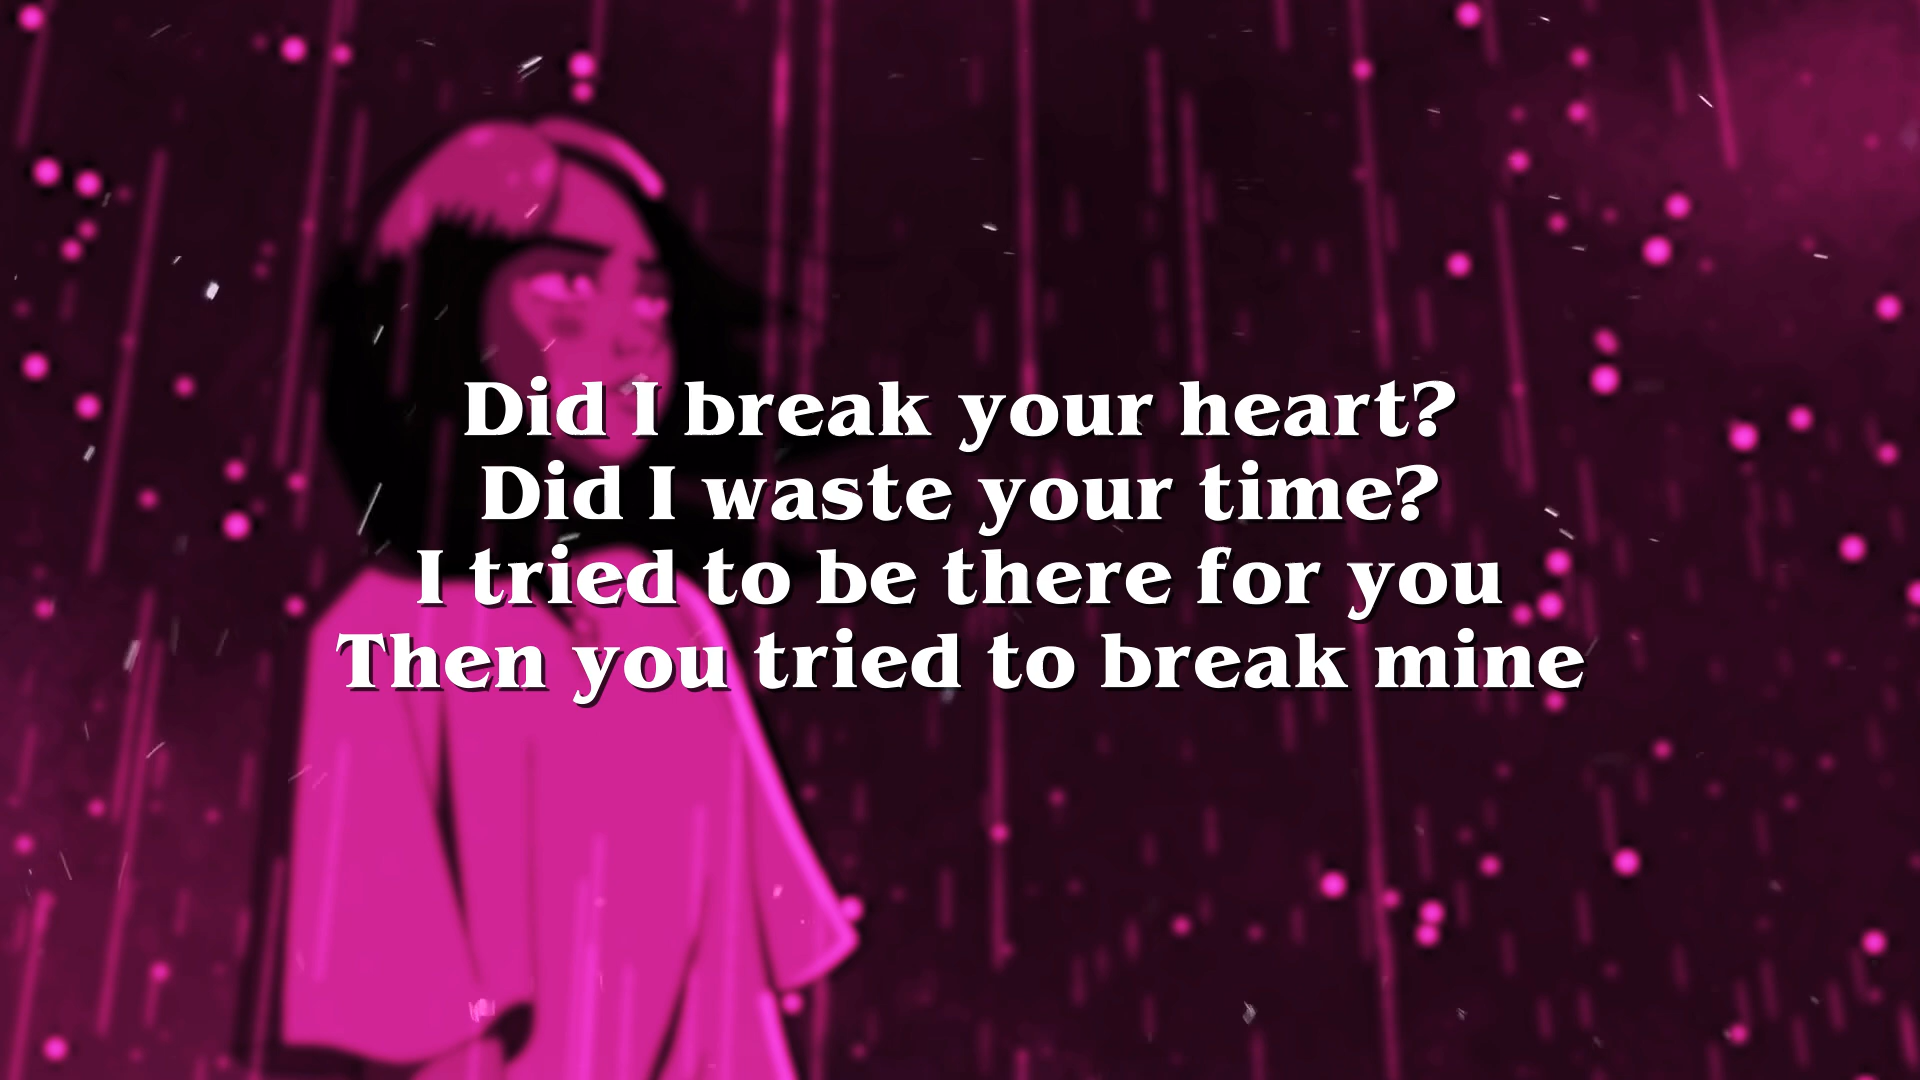 Did I break your heart?
Did I waste your time?
I tried to be there for you
Then you tried to break mine